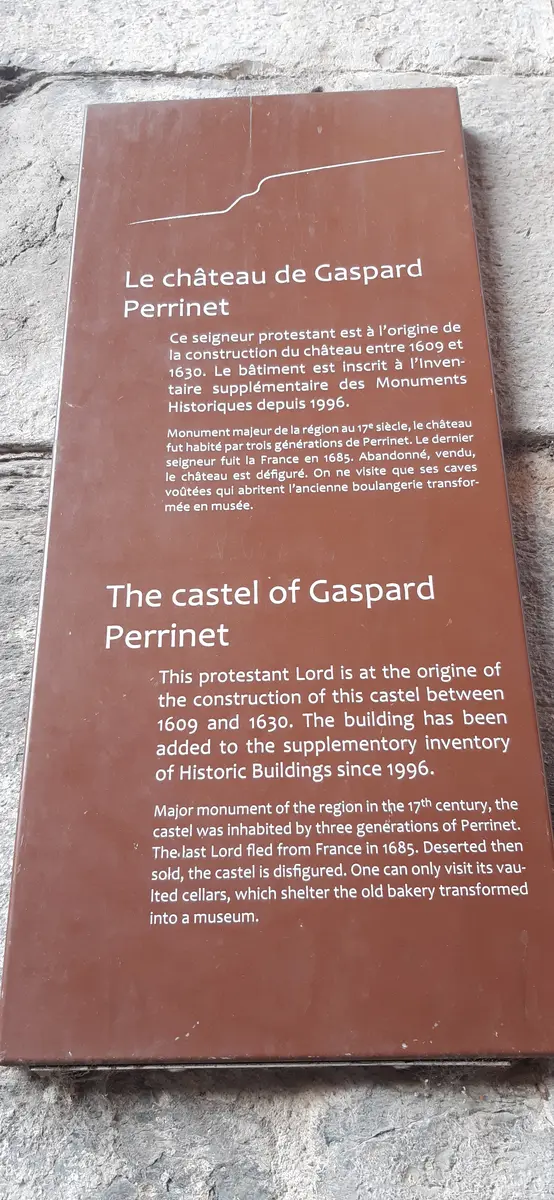 Le château de Gaspard
Perrinet
Ce seigneur protestant est à l'origine de
la construction du château entre 1609 et
1630. Le bâtiment est inscrit à l'Inven-
taire supplémentaire des Monuments
Historiques depuis 1996.
Monument majeur de la région au 17e siècle, le château
fut habité par trois générations de Perrinet. Le dernier
seigneur fuit la France en 1685. Abandonné, vendu,
le château est défiguré. On ne visite que ses caves
voûtées qui abritent l'ancienne boulangerie transfor-
mée en musée.
The castel of Gaspard
Perrinet
This protestant Lord is at the origine of
the construction of this castel between
1609 and 1630. The building has been
added to the supplementory inventory
of Historic Buildings since 1996.
Major monument of the region in the 17th century, the
castel was inhabited by three generations of Perrinet.
The last Lord fled from France in 1685. Deserted then
sold, the castel is disfigured. One can only visit its vau-
lted cellars, which shelter the old bakery transformed
into a museum.